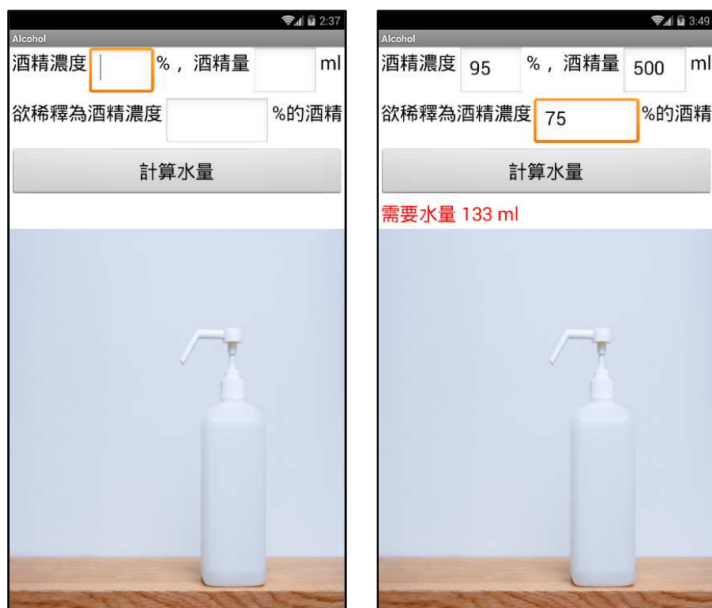 2:37
Alcohol
酒精濃度 % , 酒精量 ml
欲稀釋為酒精濃度 %的酒精
計算水量
3:49
Alcohol
酒精濃度 95 % , 酒精量 500 ml
欲稀釋為酒精濃度 75 %的酒精
計算水量
需要水量 133 ml